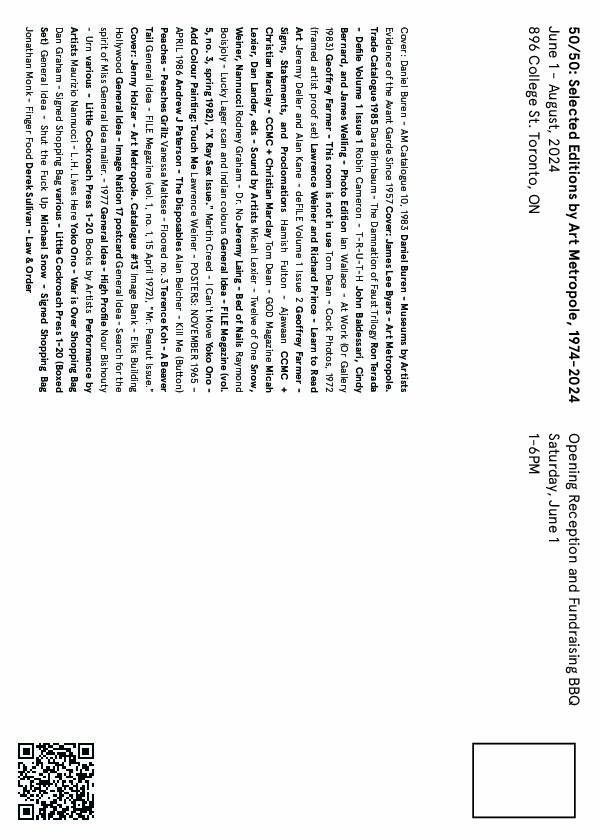 50/50: Selected Editions by Art Metropole, 1974-2024
June 1 - August, 2024
896 College St. Toronto, ON
Opening Reception and Fundraising BBQ
Saturday, June 1
1-6PM
Cover: Daniel Buren - AM Catalogue 10, 1983 Daniel Buren - Museums by Artists
Evidence of the Avant Garde Since 1957 Cover: James Lee Byars - Art Metropole.
Trade Catalogue 1985 Dara Birnbaum - The Damnation of Faust Trilogy Ron Terada
- Defile Volume 1 Issue 1 Robin Cameron - T-R-U-T-H John Baldessari, Cindy
Bernard, and James Welling - Photo Edition Ian Wallace - At Work (Or Gallery
1983) Geoffrey Farmer - This room is not in use Tom Dean - Cock Photos, 1972
(framed artist proof set) Lawrence Weiner and Richard Prince - Learn to Read
Art Jeremy Deller and Alan Kane - deFILE Volume 1 Issue 2 Geoffrey Farmer -
Signs, Statements, and Proclomations Hamish Fulton - Ajawaan CCMC +
Christian Marclay - CCMC + Christian Marclay Tom Dean - GOD Magazine Micah
Lexier, Dan Lander, eds - Sound by Artists Micah Lexier - Twelve of One Snow,
Weiner, Nannucci Rodney Graham - Dr. No Jeremy Laing - Bed of Nails Raymond
Boisjoly - Lucky Lager scan and Indian colours General Idea - FILE Megazine (vol.
5, no. 3, spring 1982), "X Ray Sex Issue." Martin Creed - I Can't Move Yoko Ono -
Add Colour Painting: Touch Me Lawrence Weiner - POSTERS: NOVEMBER 1965 -
APRIL 1986 Andrew J Paterson - The Disposables Alan Belcher - Kill Me (Button)
Peaches - Peaches Grills Vanessa Maltese - Floored no. 3 Terence Koh - A Beaver
Tail General Idea - FILE Megazine (vol. 1, no. 1, 15 April 1972), "Mr. Peanut Issue."
Cover: Jenny Holzer - Art Metropole. Catalogue #13 Image Bank - Elks Building
Hollywood General Idea - Image Nation 17 postcard General Idea - Search for the
spirit of Miss General Idea mailer. - 1977 General Idea - High Profile Nour Bishouty
- Urn various - Little Cockroach Press 1-20 Books by Artists Performance by
Artists Maurizio Nannucci - L.H. Lives Here Yoko Ono - War is Over Shopping Bag
Dan Graham - Signed Shopping Bag various - Little Cockroach Press 1-20 (Boxed
Set) General Idea - Shut the Fuck Up Michael Snow - Signed Shopping Bag
Jonathan Monk - Finger Food Derek Sullivan - Law & Order